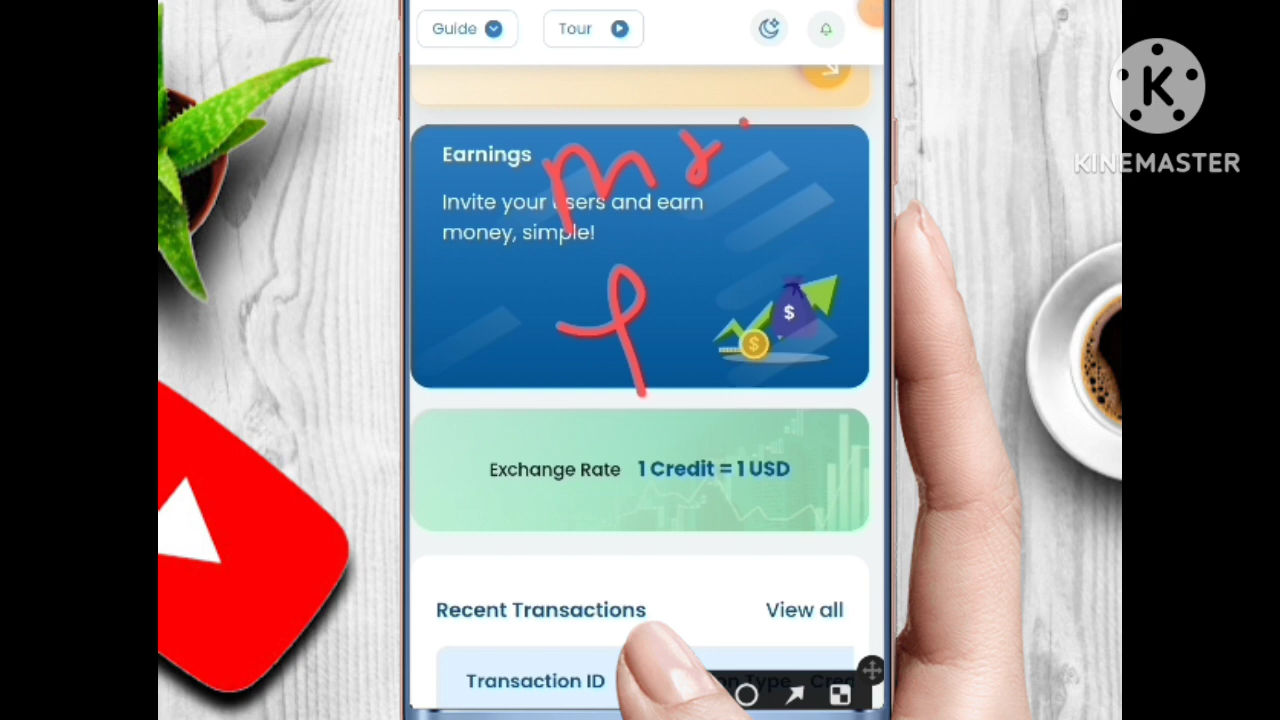 Guide
Tour
K
KINEMASTER
Earnings
Invite your users and earn
money, simple!
$
$
Exchange Rate 1 Credit = 1 USD
Recent Transactions View all
Transaction ID